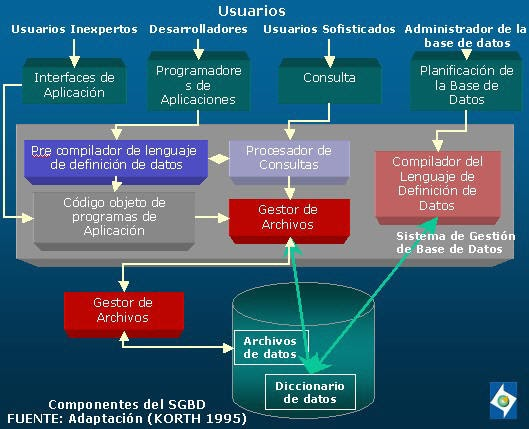 Usuarios
Usuarios Inexpertos
Desarrolladores
Usuarios Sofisticados
Administrador de la
base de datos
Interfaces de
Aplicación
Programadore
s de
Aplicaciones
Consulta
Planificación de
la Base de
Datos
Pre compilador de lenguaje
de definición de datos
Procesador de
Consultas
Compilador del
Lenguaje de
Definición de
Datos
Código objeto de
programas de
Aplicación
Gestor de
Archivos
Sistema de Gestión
de Base de Datos
Gestor de
Archivos
Archivos
de datos
Diccionario
de datos
Componentes del SGBD
FUENTE: Adaptación (KORTH 1995)